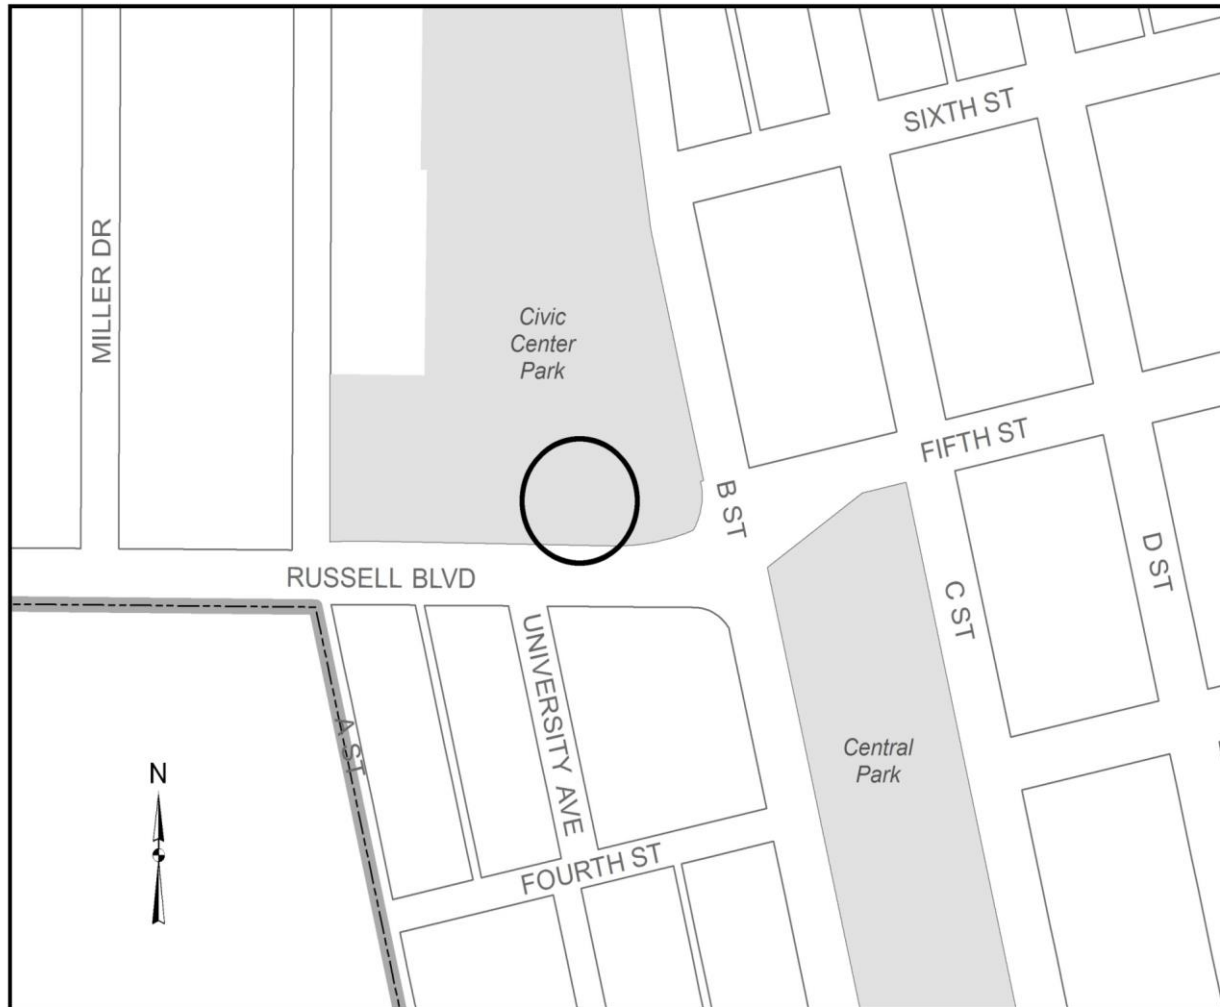 SIXTH ST
MILLER DR
Civic
Center
Park
FIFTH ST
B ST
D ST
RUSSELL BLVD
C ST
UNIVERSITY AVE
A ST
Central
Park
N
FOURTH ST